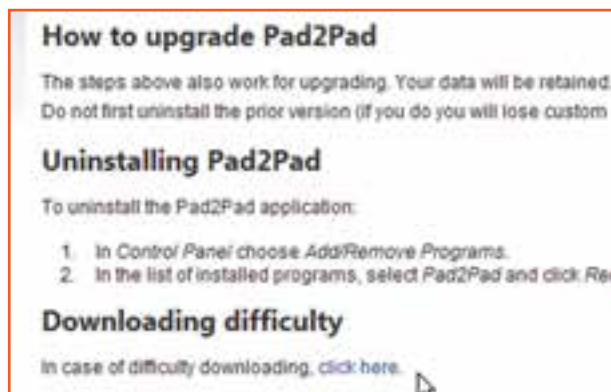 How to upgrade Pad2Pad
The steps above also work for upgrading. Your data will be retained.
Do not first uninstall the prior version (if you do you will lose custom
Uninstalling Pad2Pad
To uninstall the Pad2Pad application:
1. In Control Panel choose Add/Remove Programs.
2. In the list of installed programs, select Pad2Pad and click
Downloading difficulty
In case of difficulty downloading, click here.